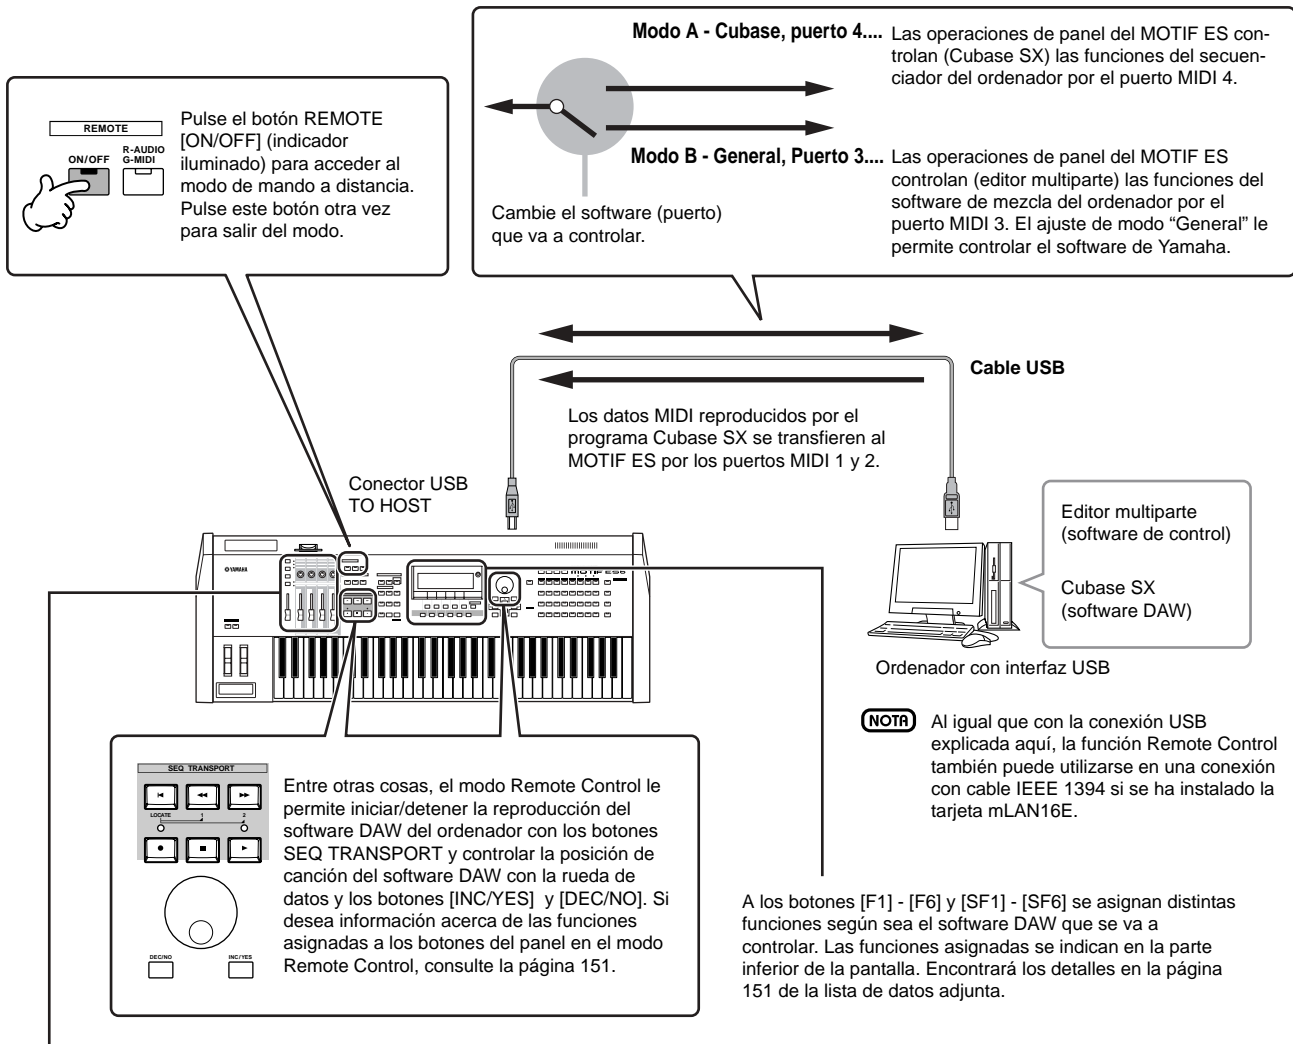 Modo A - Cubase, puerto 4....
Las operaciones de panel del MOTIF ES con-
trolan (Cubase SX) las funciones del secuen-
ciador del ordenador por el puerto MIDI 4.
Modo B - General, Puerto 3....
Las operaciones de panel del MOTIF ES
controlan (editor multiparte) las funciones del
software de mezcla del ordenador por el
puerto MIDI 3. El ajuste de modo “General” le
permite controlar el software de Yamaha.
Cambie el software (puerto)
que va a controlar.
REMOTE
ON/OFF
R-AUDIO
G-MIDI
Pulse el botón REMOTE
[ON/OFF] (indicador
iluminado) para acceder al
modo de mando a distancia.
Pulse este botón otra vez
para salir del modo.
Cable USB
Los datos MIDI reproducidos por el
programa Cubase SX se transfieren al
MOTIF ES por los puertos MIDI 1 y 2.
Conector USB
TO HOST
YAMAHA
MOTIF ES6
Editor multiparte
(software de control)
Cubase SX
(software DAW)
Ordenador con interfaz USB
NOTA
Al igual que con la conexión USB
explicada aquí, la función Remote Control
también puede utilizarse en una conexión
con cable IEEE 1394 si se ha instalado la
tarjeta mLAN16E.
SEQ TRANSPORT
LOCATE 1 2
DEC/NO
INC/YES
Entre otras cosas, el modo Remote Control le
permite iniciar/detener la reproducción del
software DAW del ordenador con los botones
SEQ TRANSPORT y controlar la posición de
canción del software DAW con la rueda de
datos y los botones [INC/YES] y [DEC/NO]. Si
desea información acerca de las funciones
asignadas a los botones del panel en el modo
Remote Control, consulte la página 151.
A los botones [F1] - [F6] y [SF1] - [SF6] se asignan distintas
funciones según sea el software DAW que se va a
controlar. Las funciones asignadas se indican en la parte
inferior de la pantalla. Encontrará los detalles en la página
151 de la lista de datos adjunta.